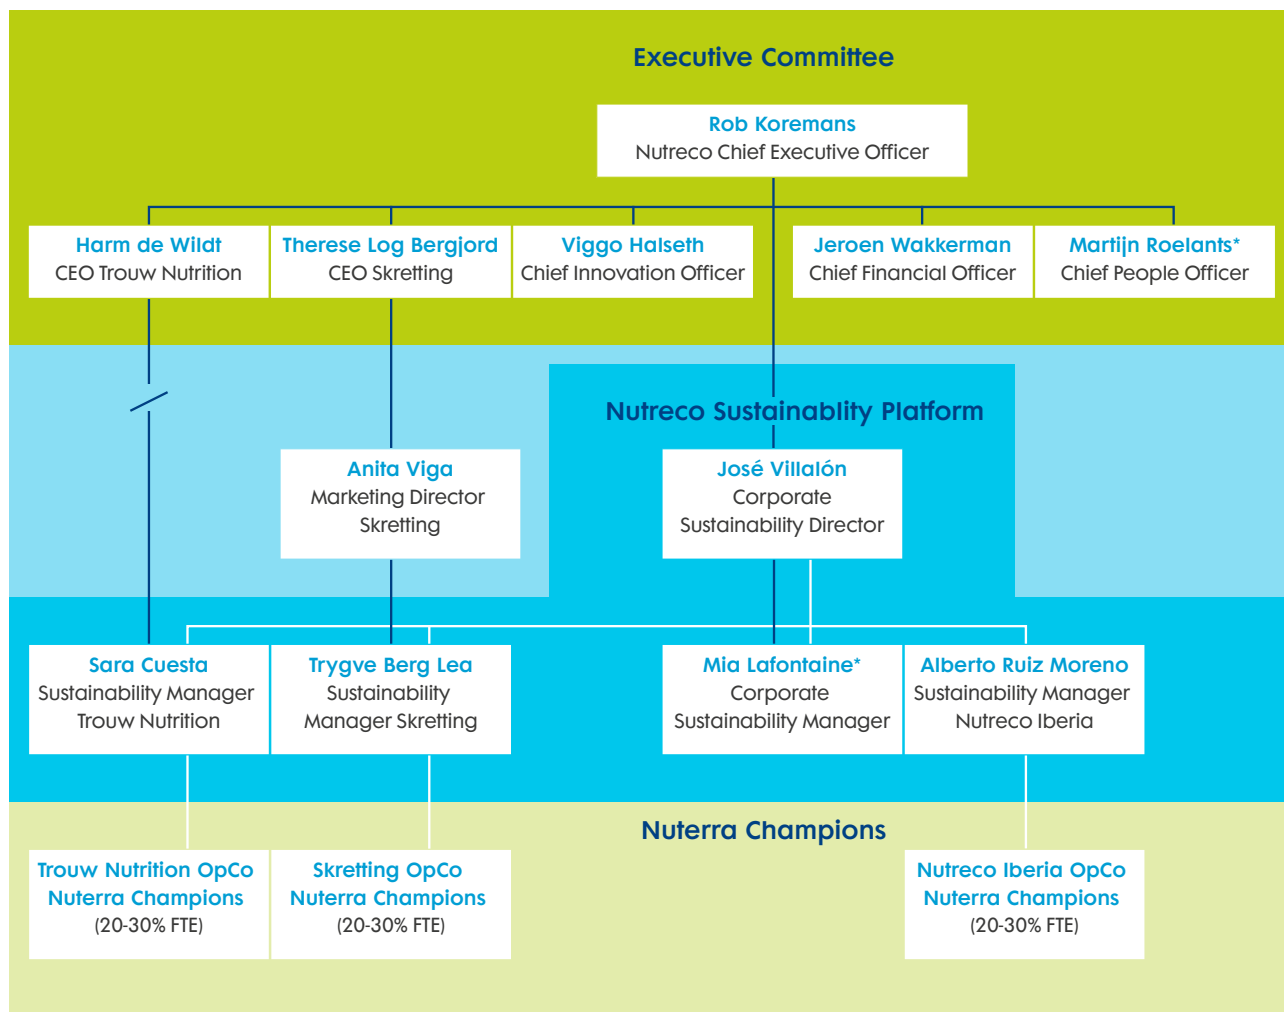 Executive Committee
Rob Koremans
Nutreco Chief Executive Officer
Harm de Wildt
CEO Trouw Nutrition
Therese Log Bergjord
CEO Skretting
Viggo Halseth
Chief Innovation Officer
Jeroen Wakkerman
Chief Financial Officer
Martijn Roelants*
Chief People Officer
Nutreco Sustainablity Platform
Anita Viga
Marketing Director
Skretting
José Villalón
Corporate
Sustainability Director
Sara Cuesta
Sustainability Manager
Trouw Nutrition
Trygve Berg Lea
Sustainability
Manager Skretting
Mia Lafontaine*
Corporate
Sustainability Manager
Alberto Ruiz Moreno
Sustainability Manager
Nutreco Iberia
Nuterra Champions
Trouw Nutrition OpCo
Nuterra Champions
(20-30% FTE)
Skretting OpCo
Nuterra Champions
(20-30% FTE)
Nutreco Iberia OpCo
Nuterra Champions
(20-30% FTE)